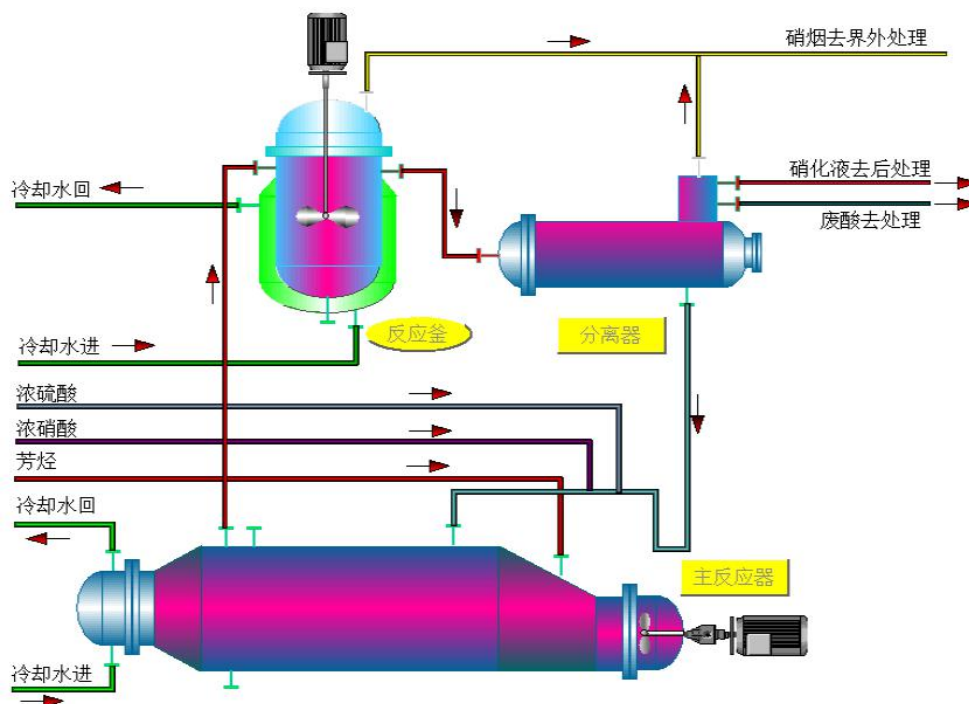 硝烟去界外处理
硝化液去后处理
冷却水回
废酸去处理
反应釜
分离器
冷却水进
浓硫酸
浓硝酸
芳烃
冷却水回
主反应器
冷却水进